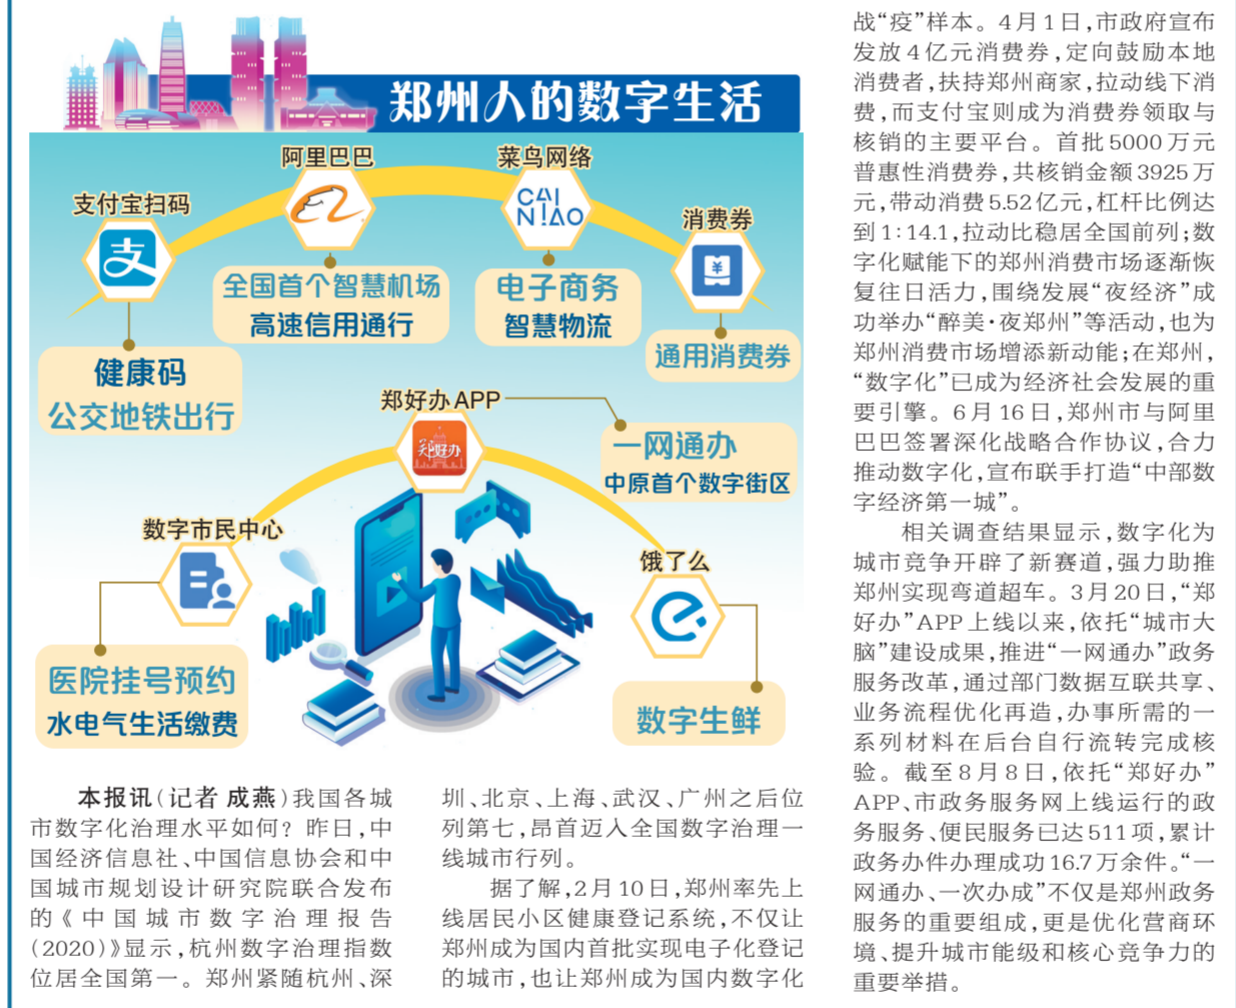 郑州人的数字生活
阿里巴巴
菜鸟网络
支付宝扫码
消费券
支
CAI
NIAO
全国首个智慧机场
高速信用通行
电子商务
智慧物流
通用消费券
健康码
公交地铁出行
郑好办APP
郑好办
一网通办
中原首个数字街区
数字市民中心
饿了么
医院挂号预约
水电气生活缴费
数字生鲜
本报讯(记者 成燕)我国各城
市数字化治理水平如何？昨日,中
国经济信息社、中国信息协会和中
国城市规划设计研究院联合发布
的《中国城市数字治理报告
(2020)》显示,杭州数字治理指数
位居全国第一。郑州紧随杭州、深
圳、北京、上海、武汉、广州之后位
列第七,昂首迈入全国数字治理一
线城市行列。
据了解,2月10日,郑州率先上
线居民小区健康登记系统,不仅让
郑州成为国内首批实现电子化登记
的城市,也让郑州成为国内数字化
战“疫”样本。4月1日,市政府宣布
发放4亿元消费券,定向鼓励本地
消费者,扶持郑州商家,拉动线下消
费,而支付宝则成为消费券领取与
核销的主要平台。首批5000万元
普惠性消费券,共核销金额3925万
元,带动消费5.52亿元,杠杆比例达
到1:14.1,拉动比稳居全国前列;数
字化赋能下的郑州消费市场逐渐恢
复往日活力,围绕发展“夜经济”成
功举办“醉美·夜郑州”等活动,也为
郑州消费市场增添新动能;在郑州,
“数字化”已成为经济社会发展的重
要引擎。6月16日,郑州市与阿里
巴巴签署深化战略合作协议,合力
推动数字化,宣布联手打造“中部数
字经济第一城”。
相关调查结果显示,数字化为
城市竞争开辟了新赛道,强力助推
郑州实现弯道超车。3月20日,“郑
好办”APP上线以来,依托“城市大
脑”建设成果,推进“一网通办”政务
服务改革,通过部门数据互联共享、
业务流程优化再造,办事所需的一
系列材料在后台自行流转完成核
验。截至8月8日,依托“郑好办”
APP、市政务服务网上线运行的政
务服务、便民服务已达511项,累计
政务办件办理成功16.7万余件。“一
网通办、一次办成”不仅是郑州政务
服务的重要组成,更是优化营商环
境、提升城市能级和核心竞争力的
重要举措。